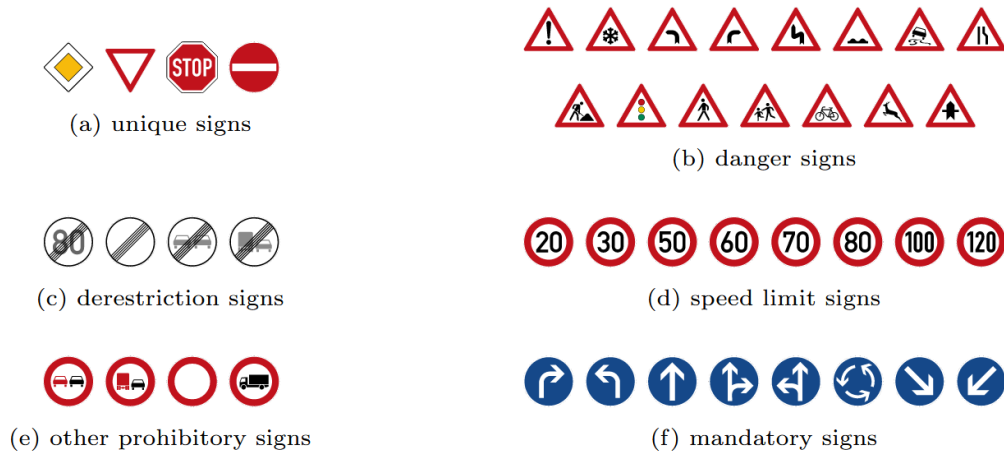 STOP
(a) unique signs
(b) danger signs
80
(c) derestriction signs
20 30 50 60 70 80 100 120
(d) speed limit signs
(e) other prohibitory signs
(f) mandatory signs